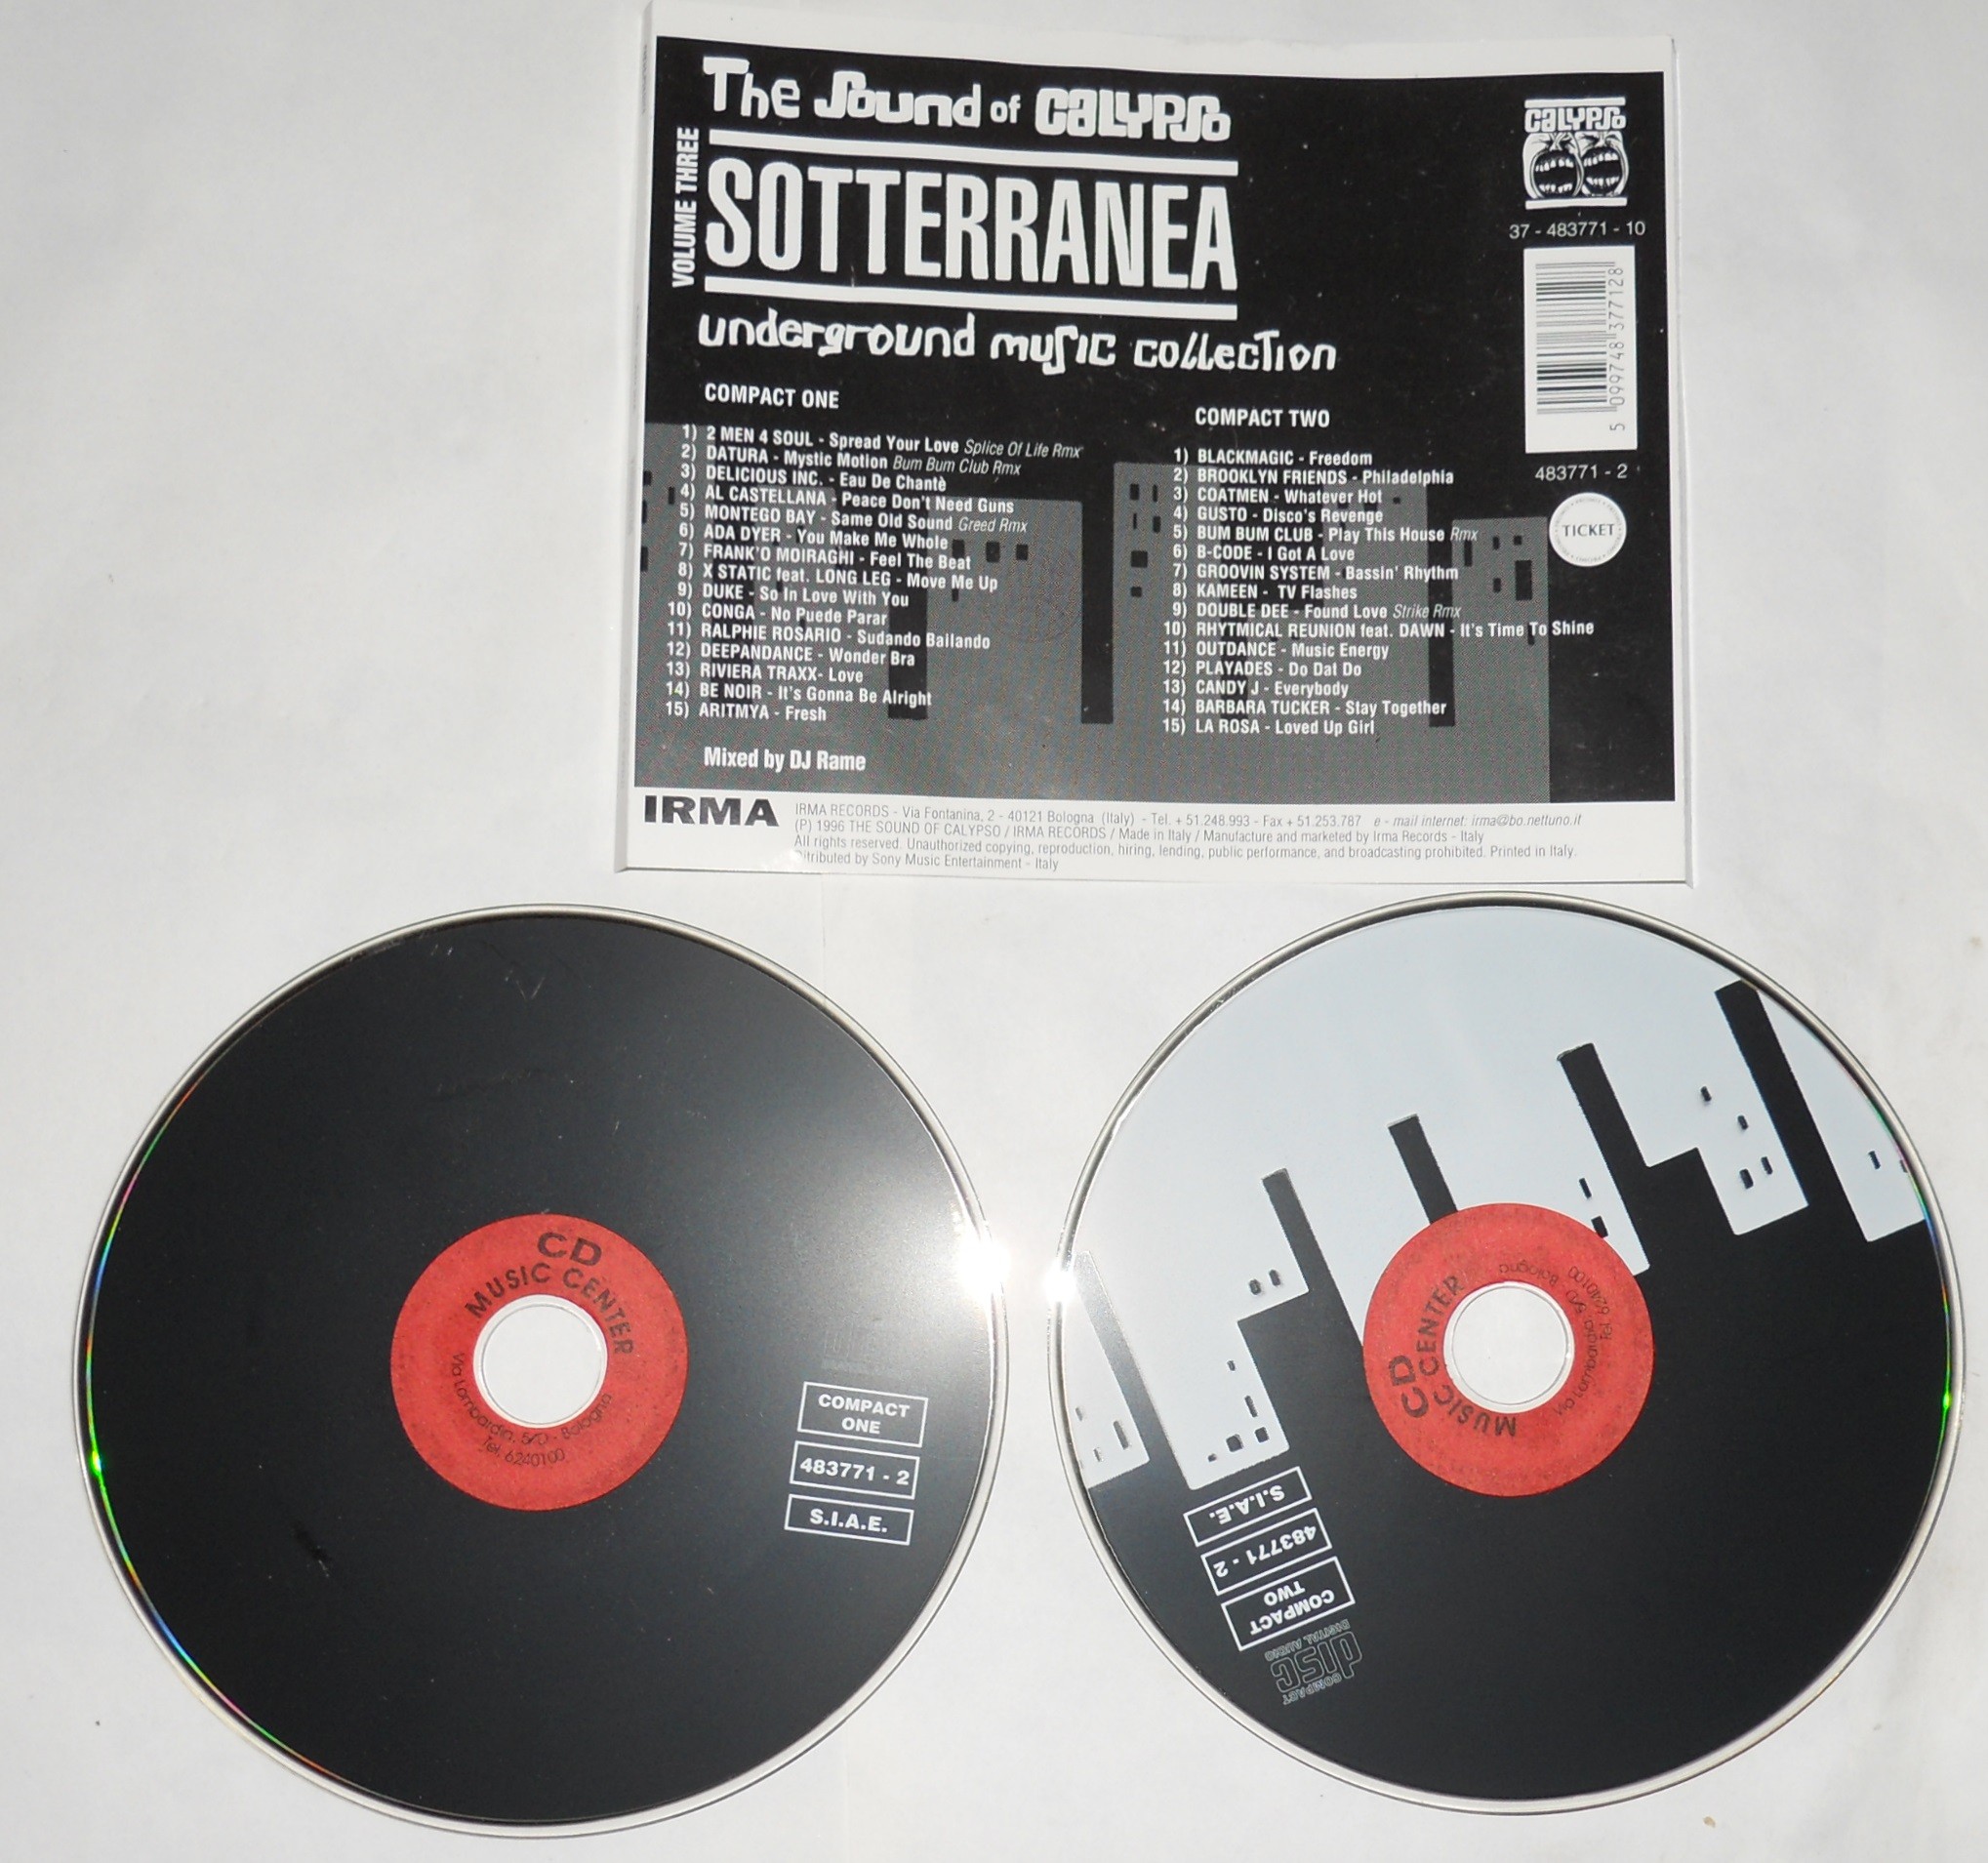 The Sound of CALYPSO
VOLUME THREE
SOTTERRANEA
underground music collection
CALYPSO
37 - 483771 - 10
5 099748 377128
483771 - 2
TICKET
COMPACT ONE
1) 2 MEN 4 SOUL - Spread Your Love Splice Of Life Rmx
2) DATURA - Mystic Motion Bum Bum Club Rmx
3) DELICIOUS INC. - Eau De Chantè
4) AL CASTELLANA - Peace Don't Need Guns
5) MONTEGO BAY - Same Old Sound Greed Rmx
6) ADA DYER - You Make Me Whole
7) FRANK'O MOIRAGHI - Feel The Beat
8) X STATIC feat. LONG LEG - Move Me Up
9) DUKE - So In Love With You
10) CONGA - No Puede Parar
11) RALPHIE ROSARIO - Sudando Bailando
12) DEEPANDANCE - Wonder Bra
13) RIVIERA TRAXX- Love
14) BE NOIR - It's Gonna Be Alright
15) ARITMYA - Fresh
Mixed by DJ Rame
COMPACT TWO
1) BLACKMAGIC - Freedom
2) BROOKLYN FRIENDS - Philadelphia
3) COATMEN - Whatever Hot
4) GUSTO - Disco's Revenge
5) BUM BUM CLUB - Play This House Rmx
6) B-CODE - I Got A Love
7) GROOVIN SYSTEM - Bassin' Rhythm
8) KAMEEN - TV Flashes
9) DOUBLE DEE - Found Love Strike Rmx
10) RHYTMICAL REUNION feat. DAWN - It's Time To Shine
11) OUTDANCE - Music Energy
12) PLAYADES - Do Dat Do
13) CANDY J - Everybody
14) BARBARA TUCKER - Stay Together
15) LA ROSA - Loved Up Girl
IRMA
IRMA RECORDS - Via Fontanina, 2 - 40121 Bologna (Italy) - Tel. + 51.248.993 - Fax + 51.253.787 e - mail internet: irma@bo.nettuno.it
(P) 1996 THE SOUND OF CALYPSO / IRMA RECORDS / Made in Italy / Manufacture and marketed by Irma Records - Italy
All rights reserved. Unauthorized copying, reproduction, hiring, lending, public performance, and broadcasting prohibited. Printed in Italy.
Ditributed by Sony Music Entertainment - Italy
CD
MUSIC CENTER
Via Lombardia, 5/D - Bologna
Tel. 6240100
COMPACT
ONE
483771 - 2
S.I.A.E.
CD
MUSIC CENTER
Via Lombardia 5/D - Bologna
Tel. 6240100
COMPACT
disc
DIGITAL AUDIO
COMPACT
TWO
483771 - 2
S.I.A.E.